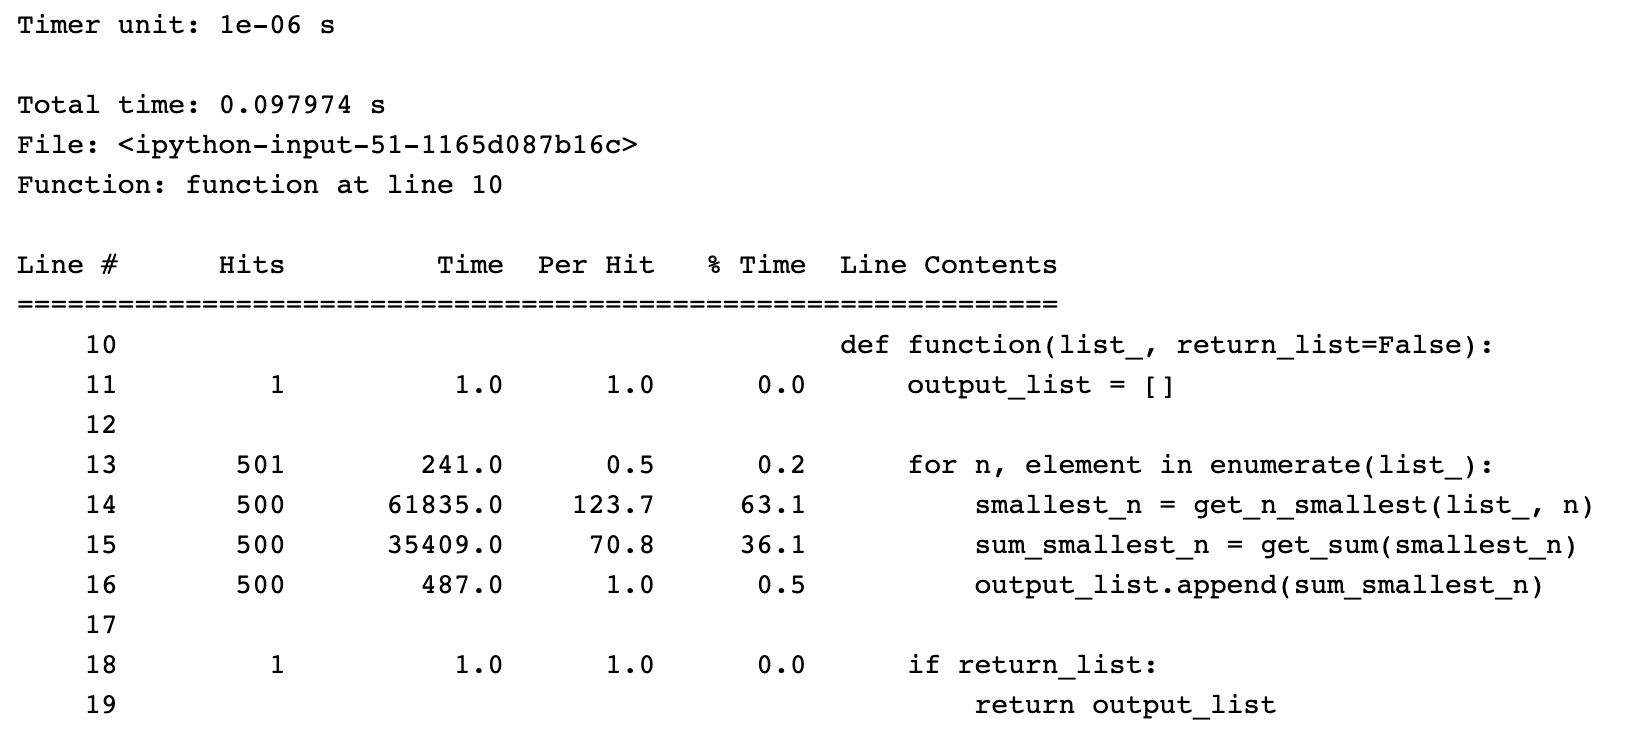 Timer unit: 1e-06 s

Total time: 0.097974 s
File: <ipython-input-51-1165d087b16c>
Function: function at line 10

Line #      Hits         Time  Per Hit   % Time  Line Contents
==============================================================
    10                                           def function(list_, return_list=False):
    11         1          1.0      1.0      0.0      output_list = []
    12
    13       501        241.0      0.5      0.2      for n, element in enumerate(list_):
    14       500      61835.0    123.7     63.1          smallest_n = get_n_smallest(list_, n)
    15       500      35409.0     70.8     36.1          sum_smallest_n = get_sum(smallest_n)
    16       500        487.0      1.0      0.5          output_list.append(sum_smallest_n)
    17
    18         1          1.0      1.0      0.0      if return_list:
    19                                                   return output_list